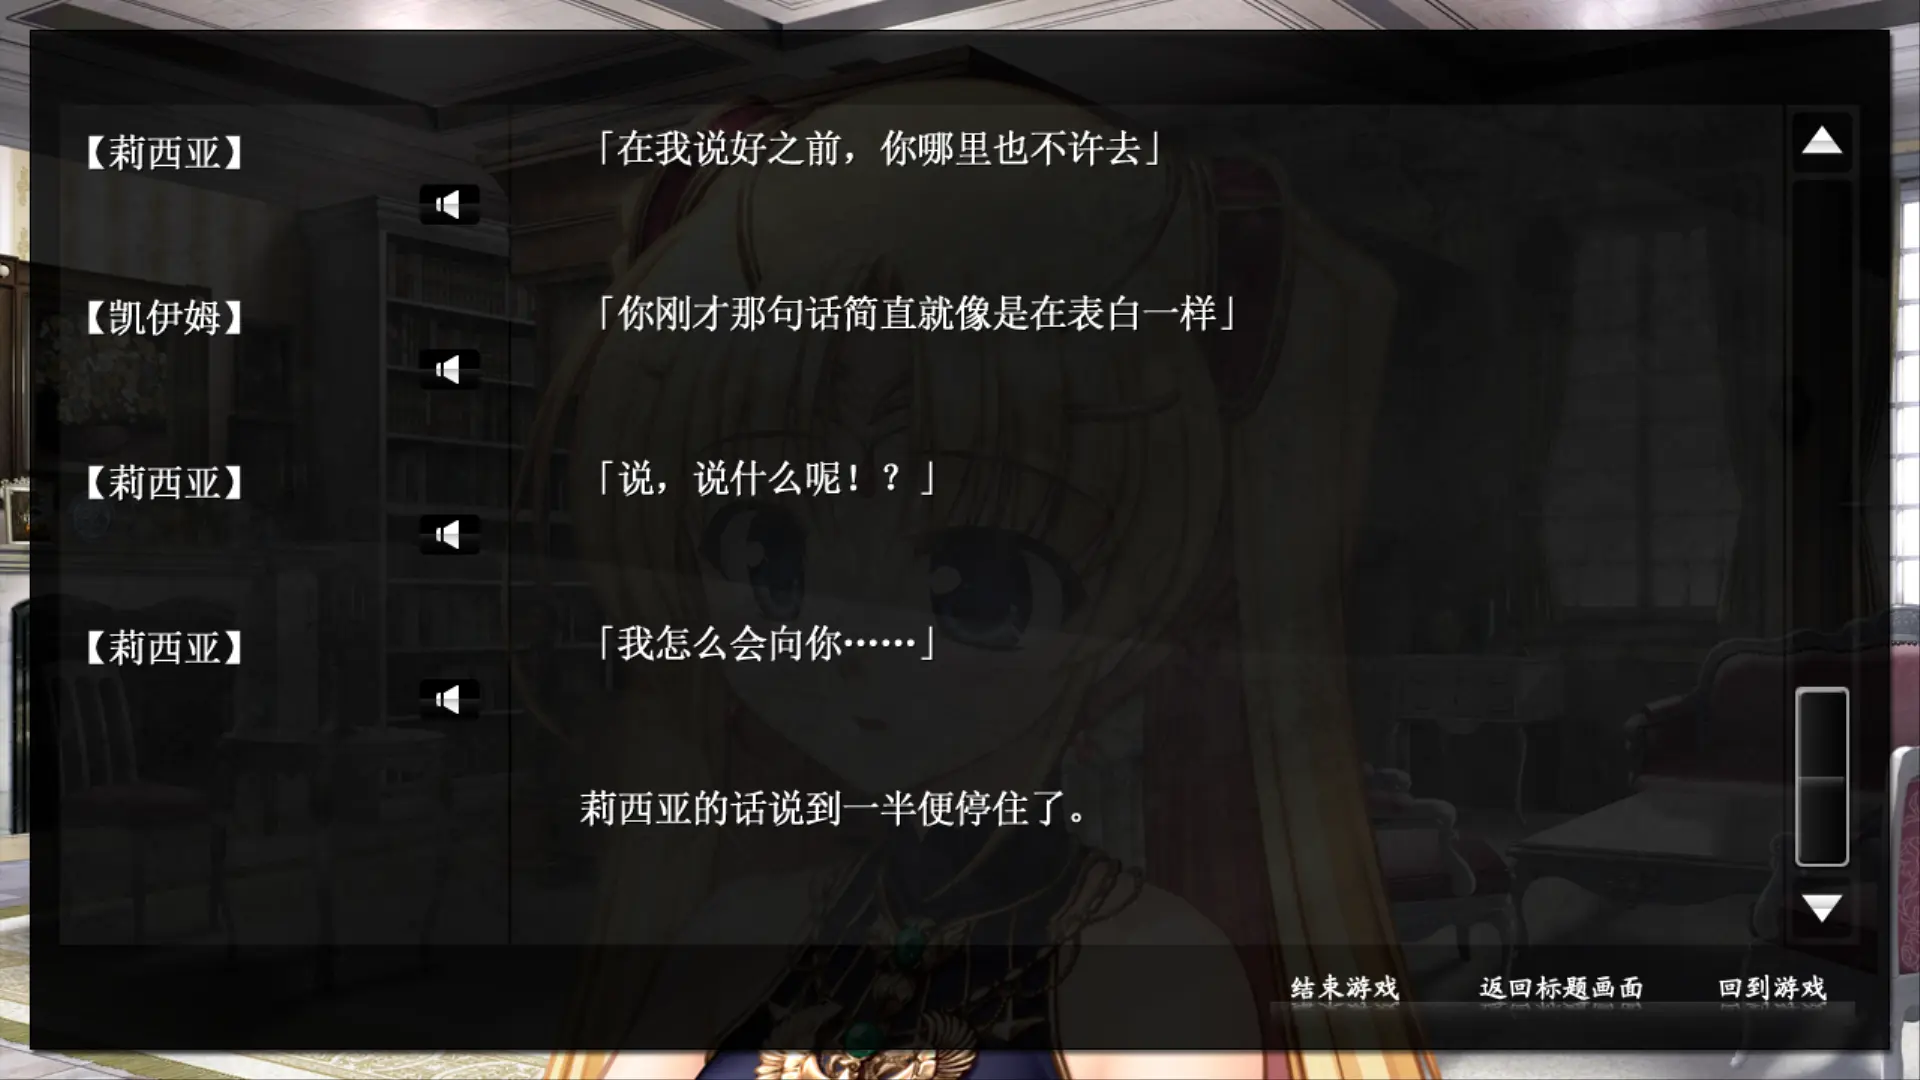 【莉西亚】
「在我说好之前，你哪里也不许去」
【凯伊姆】
「你刚才那句话简直就像是在表白一样」
【莉西亚】
「说，说什么呢！？」
【莉西亚】
「我怎么会向你……」
莉西亚的话说到一半便停住了。
结束游戏 返回标题画面 回到游戏